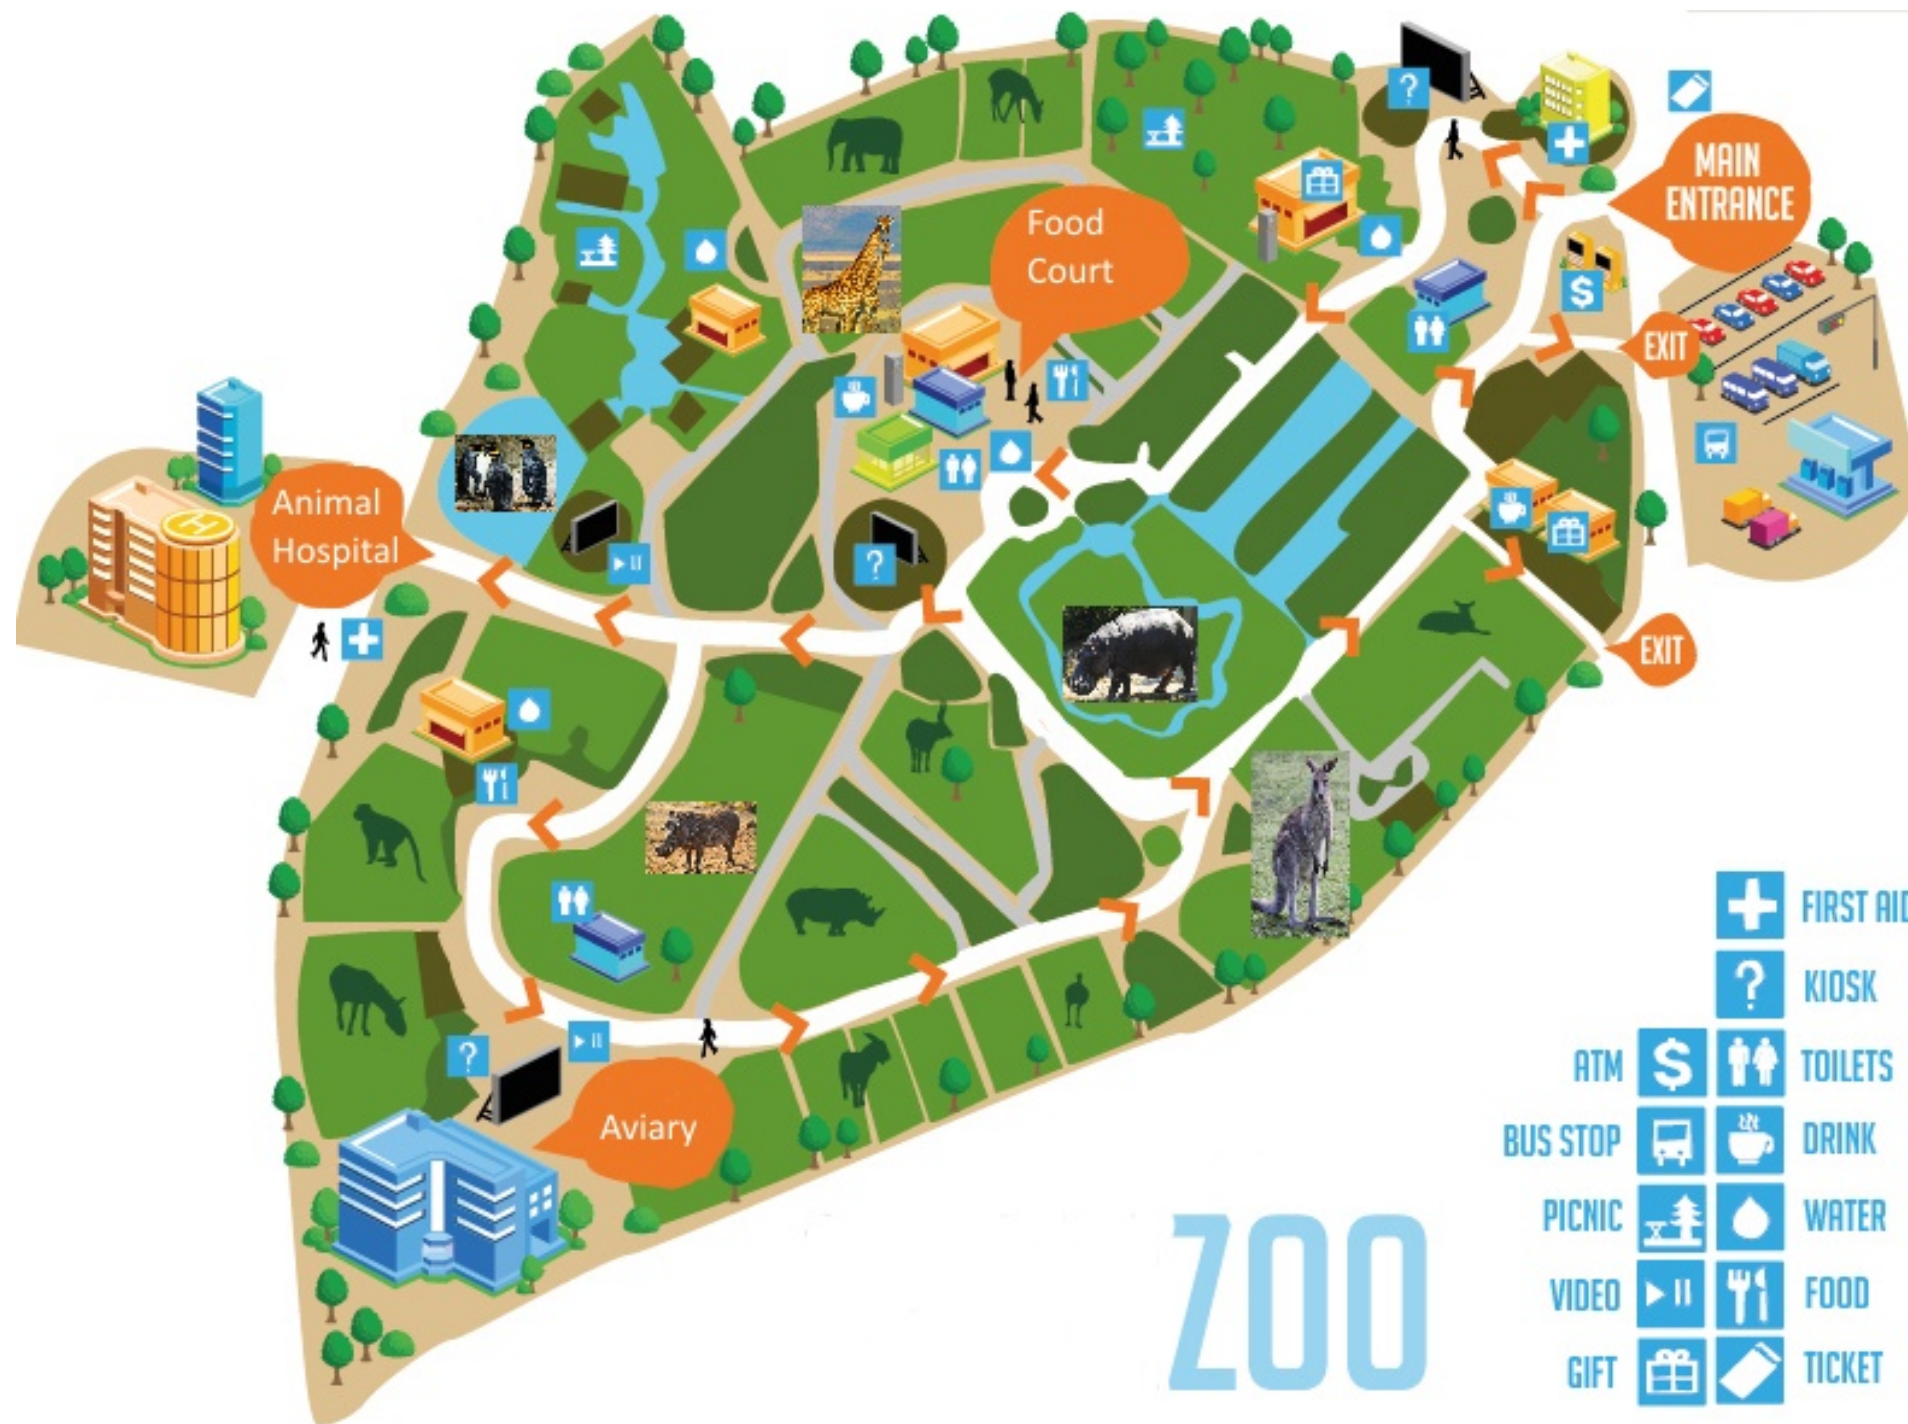 MAIN
ENTRANCE
Food
Court
EXIT
Animal
Hospital
EXIT
Aviary
FIRST AID
KIOSK
ATM
TOILETS
BUS STOP
DRINK
PICNIC
WATER
VIDEO
FOOD
GIFT
TICKET
ZOO